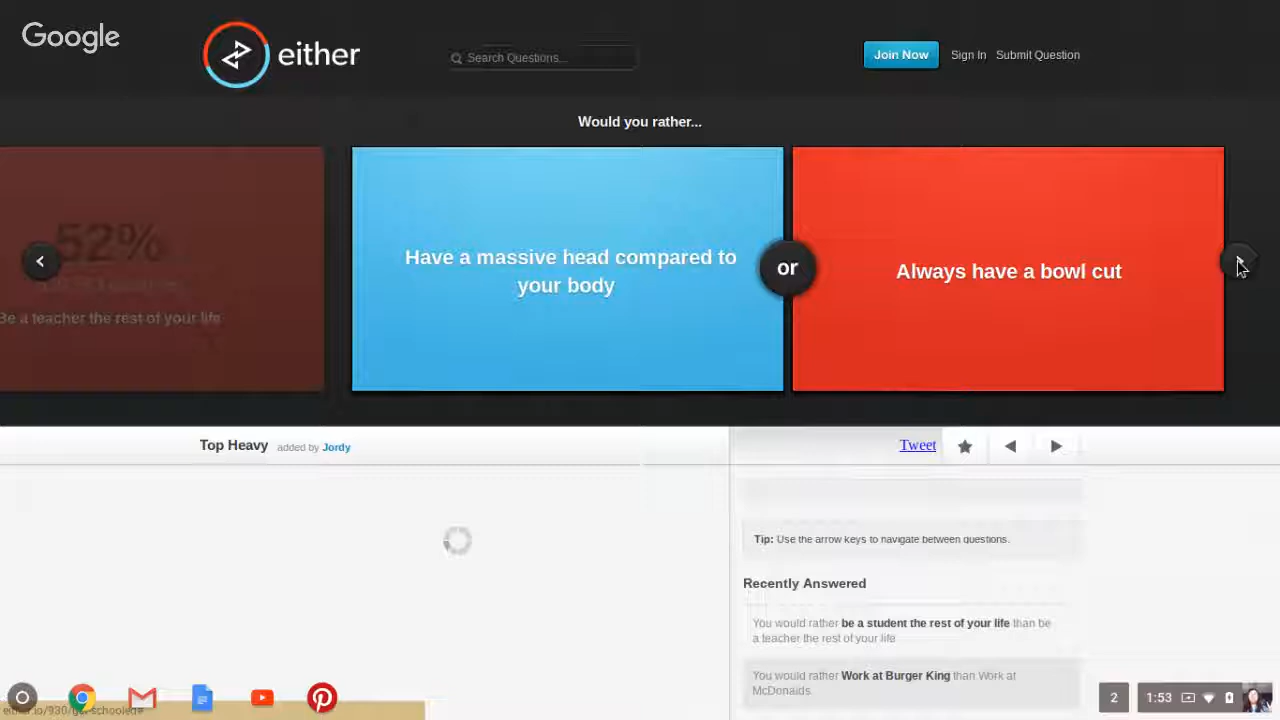 Google
either
Search Questions...
Join Now
Sign In
Submit Question
Would you rather...
52%
Be a teacher the rest of your life
Have a massive head compared to
your body
or
Always have a bowl cut
Top Heavy added by Jordy
Tweet
Tip: Use the arrow keys to navigate between questions.
Recently Answered
You would rather be a student the rest of your life than be
a teacher the rest of your life
You would rather Work at Burger King than Work at
McDonalds
2
1:53